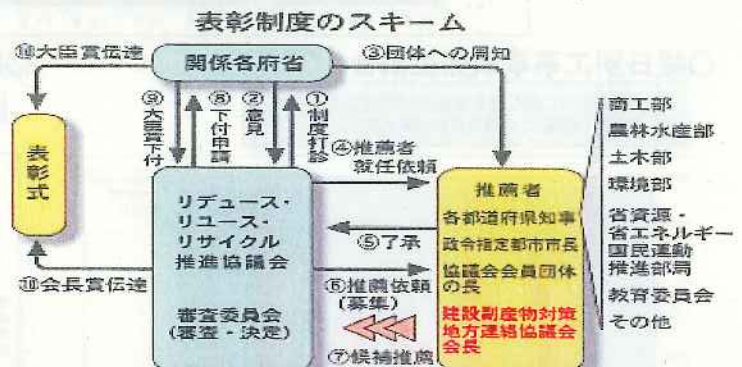 表彰制度のスキーム
⑩大臣賞伝達
関係各府省
③団体への周知
⑨大臣賞下付
⑧下付申請
②意見
①制度打診
表彰式
④推薦者
就任依頼
リデュース・
リユース・
リサイクル
推進協議会
審査委員会
(審査・決定)
⑤了承
⑩会長賞伝達
⑥推薦依頼
(募集)
⑦候補推薦
推薦者
各都道府県知事
政令指定都市市長
協議会会員団体
の長
建設副産物対策
地方連絡協議会
会長
商工部
農林水産部
土木部
環境部
省資源・
省エネルギー
国民運動
推進部局
教育委員会
その他